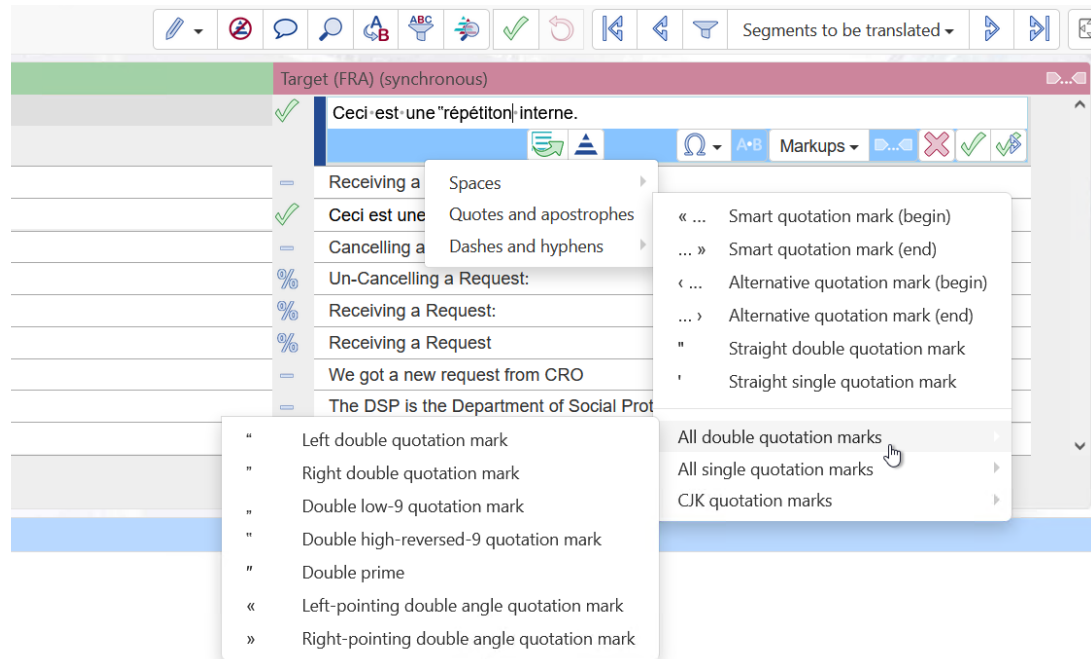 A B
ABC
Segments to be translated
Target (FRA) (synchronous)
Ceci·est·une‟répétiton·interne.
Ω A•B Markups
Receiving a
Ceci est une
Cancelling a
% Un-Cancelling a Request:
% Receiving a Request:
% Receiving a Request
We got a new request from CRO
The DSP is the Department of Social Prot
Spaces
Quotes and apostrophes
Dashes and hyphens
« ... Smart quotation mark (begin)
... » Smart quotation mark (end)
‹ ... Alternative quotation mark (begin)
... › Alternative quotation mark (end)
" Straight double quotation mark
' Straight single quotation mark
All double quotation marks
All single quotation marks
CJK quotation marks
“ Left double quotation mark
” Right double quotation mark
„ Double low-9 quotation mark
‟ Double high-reversed-9 quotation mark
″ Double prime
« Left-pointing double angle quotation mark
» Right-pointing double angle quotation mark